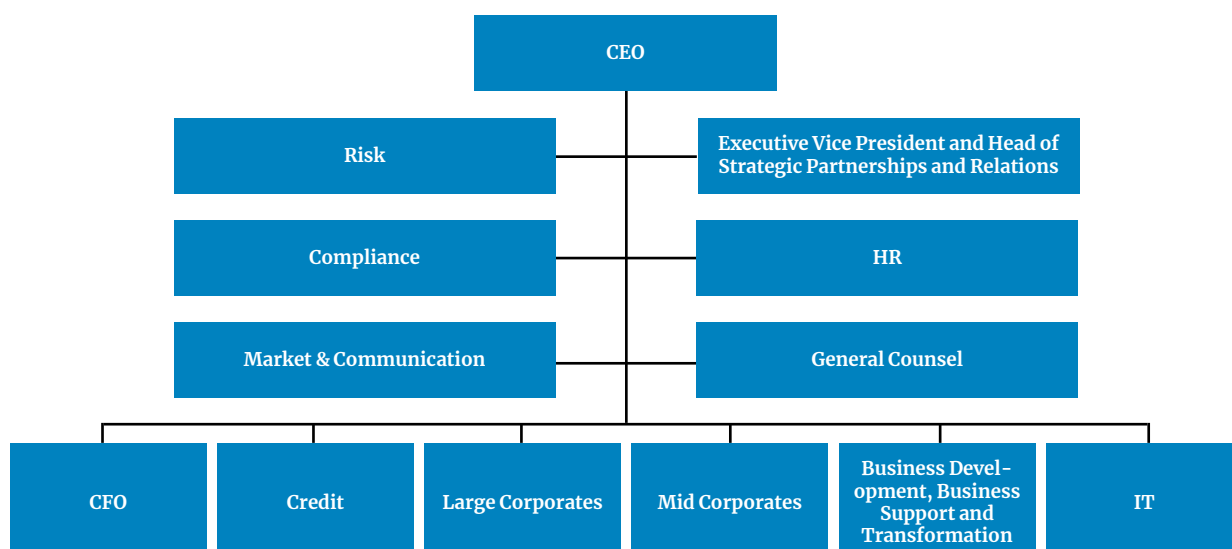 CEO
Risk
Executive Vice President and Head of
Strategic Partnerships and Relations
Compliance
HR
Market & Communication
General Counsel
CFO
Credit
Large Corporates
Mid Corporates
Business Devel-
opment, Business
Support and
Transformation
IT